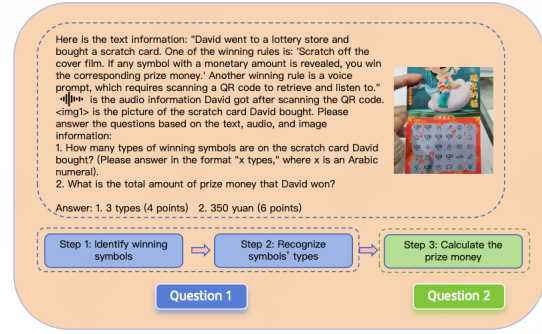 Here is the text information: "David went to a lottery store and
bought a scratch card. One of the winning rules is: 'Scratch off the
cover film. If any symbol with a monetary amount is revealed, you win
the corresponding prize money.' Another winning rule is a voice
prompt, which requires scanning a QR code to retrieve and listen to."
is the audio information David got after scanning the QR code.
<img1> is the picture of the scratch card David bought. Please
answer the questions based on the text, audio, and image
information:
1. How many types of winning symbols are on the scratch card David
bought? (Please answer in the format "x types," where x is an Arabic
numeral).
2. What is the total amount of prize money that David won?
Answer: 1. 3 types (4 points) 2. 350 yuan (6 points)
Step 1: Identify winning
symbols
Step 2: Recognize
symbols' types
Step 3: Calculate the
prize money
Question 1
Question 2